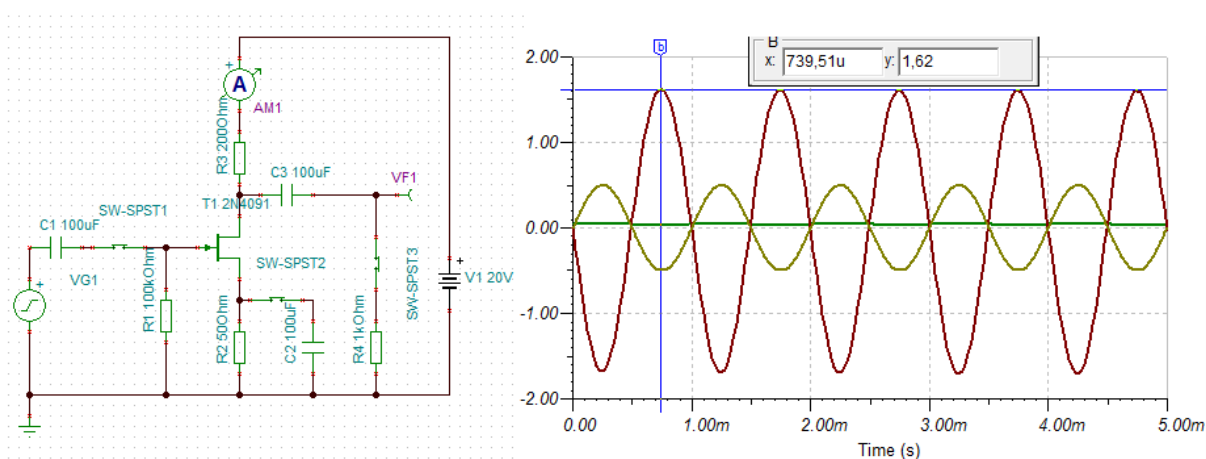 +
A
AM1
R3 200Ohm
C3 100uF
VF1
T1 2N4091
SW-SPST1
C1 100uF
VG1
+
R1 100kOhm
SW-SPST2
R2 50Ohm
C2 100uF
SW-SPST3
R4 1kOhm
+
V1 20V
B
x: 739,51u y: 1,62
b
2.00
1.00
0.00
-1.00
-2.00
0.00 1.00m 2.00m 3.00m 4.00m 5.00m
Time (s)